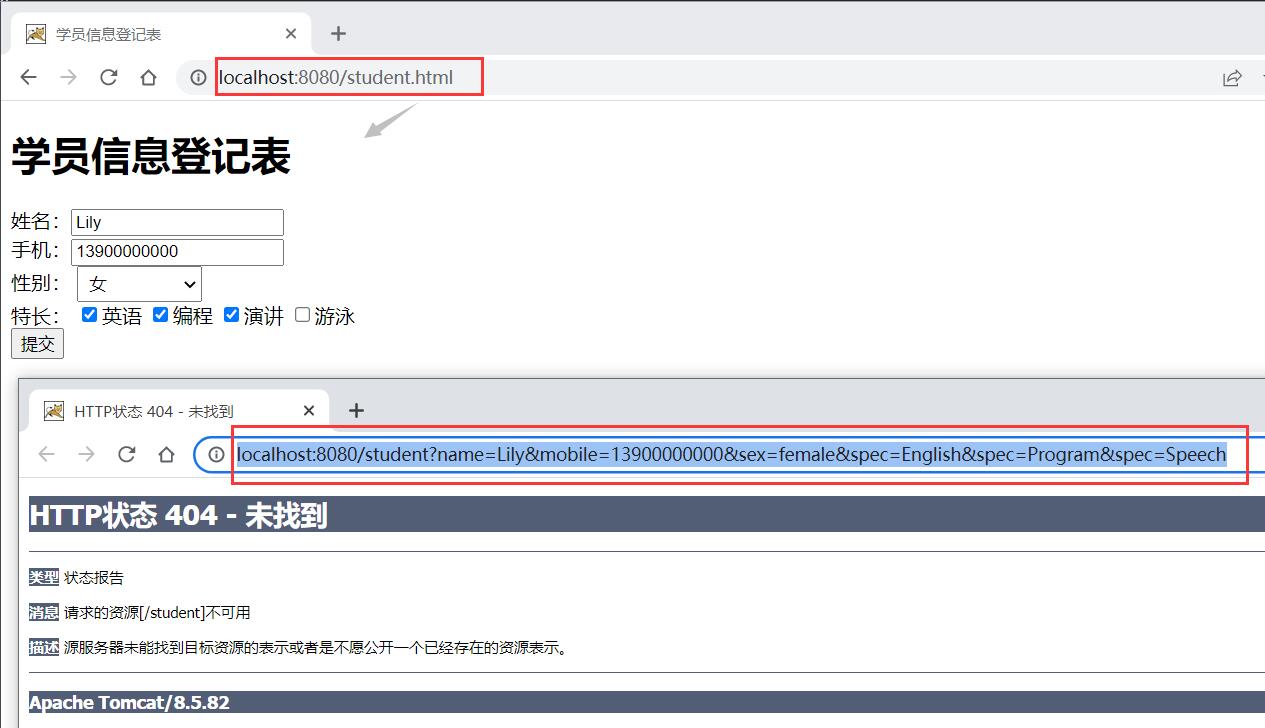 学员信息登记表
localhost:8080/student.html
学员信息登记表
姓名： Lily
手机： 13900000000
性别： 女
特长： 英语 编程 演讲 游泳
提交
HTTP状态 404 - 未找到
localhost:8080/student?name=Lily&mobile=13900000000&sex=female&spec=English&spec=Program&spec=Speech
HTTP状态 404 - 未找到
类型 状态报告
消息 请求的资源[/student]不可用
描述 源服务器未能找到目标资源的表示或者是不愿公开一个已经存在的资源表示。
Apache Tomcat/8.5.82